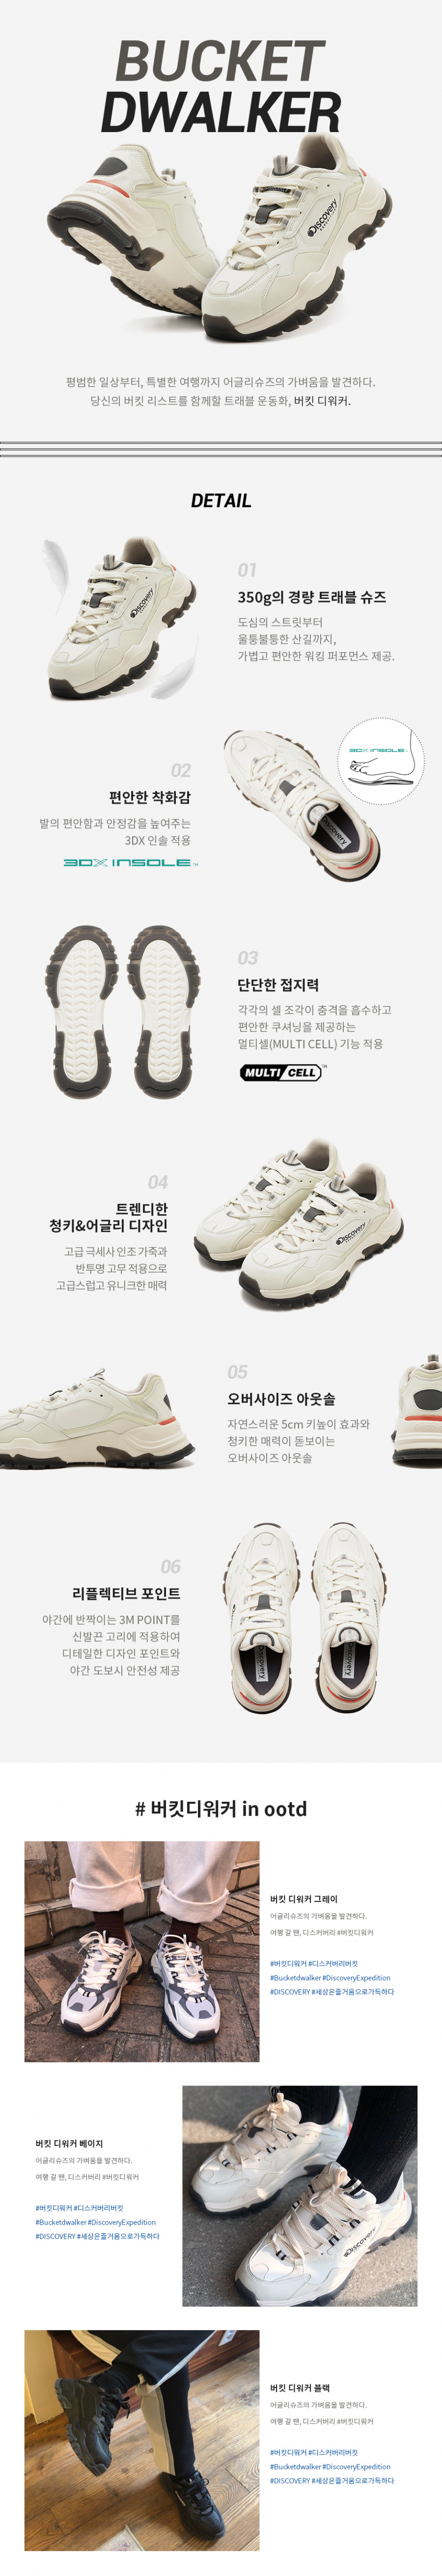 BUCKET
DWALKER
Discovery
평범한 일상부터, 특별한 여행까지 어글리슈즈의 가벼움을 발견하다.
당신의 버킷 리스트를 함께할 트래블 운동화, 버킷 디워커.
DETAIL
Discovery
01
350g의 경량 트래블 슈즈
도심의 스트릿부터
울퉁불퉁한 산길까지,
가볍고 편안한 워킹 퍼포먼스 제공.
3DX INSOLE
Discovery
02
편안한 착화감
발의 편안함과 안정감을 높여주는
3DX 인솔 적용
3DX INSOLE TM
03
단단한 접지력
각각의 셀 조각이 충격을 흡수하고
편안한 쿠셔닝을 제공하는
멀티셀(MULTI CELL) 기능 적용
MULTI CELL TM
04
트렌디한
청키&어글리 디자인
고급 극세사 인조 가죽과
반투명 고무 적용으로
고급스럽고 유니크한 매력
Discovery
05
오버사이즈 아웃솔
자연스러운 5cm 키높이 효과와
청키한 매력이 돋보이는
오버사이즈 아웃솔
06
리플렉티브 포인트
야간에 반짝이는 3M POINT를
신발끈 고리에 적용하여
디테일한 디자인 포인트와
야간 도보시 안전성 제공
Discovery
Discovery
# 버킷디워커 in ootd
버킷 디워커 그레이
어글리슈즈의 가벼움을 발견하다.
여행 갈 땐, 디스커버리 #버킷디워커
#버킷디워커 #디스커버리버킷
#Bucketdwalker #DiscoveryExpedition
#DISCOVERY #세상은즐거움으로가득하다
버킷 디워커 베이지
어글리슈즈의 가벼움을 발견하다.
여행 갈 땐, 디스커버리 #버킷디워커
#버킷디워커 #디스커버리버킷
#Bucketdwalker #DiscoveryExpedition
#DISCOVERY #세상은즐거움으로가득하다
Discovery
버킷 디워커 블랙
어글리슈즈의 가벼움을 발견하다.
여행 갈 땐, 디스커버리 #버킷디워커
#버킷디워커 #디스커버리버킷
#Bucketdwalker #DiscoveryExpedition
#DISCOVERY #세상은즐거움으로가득하다